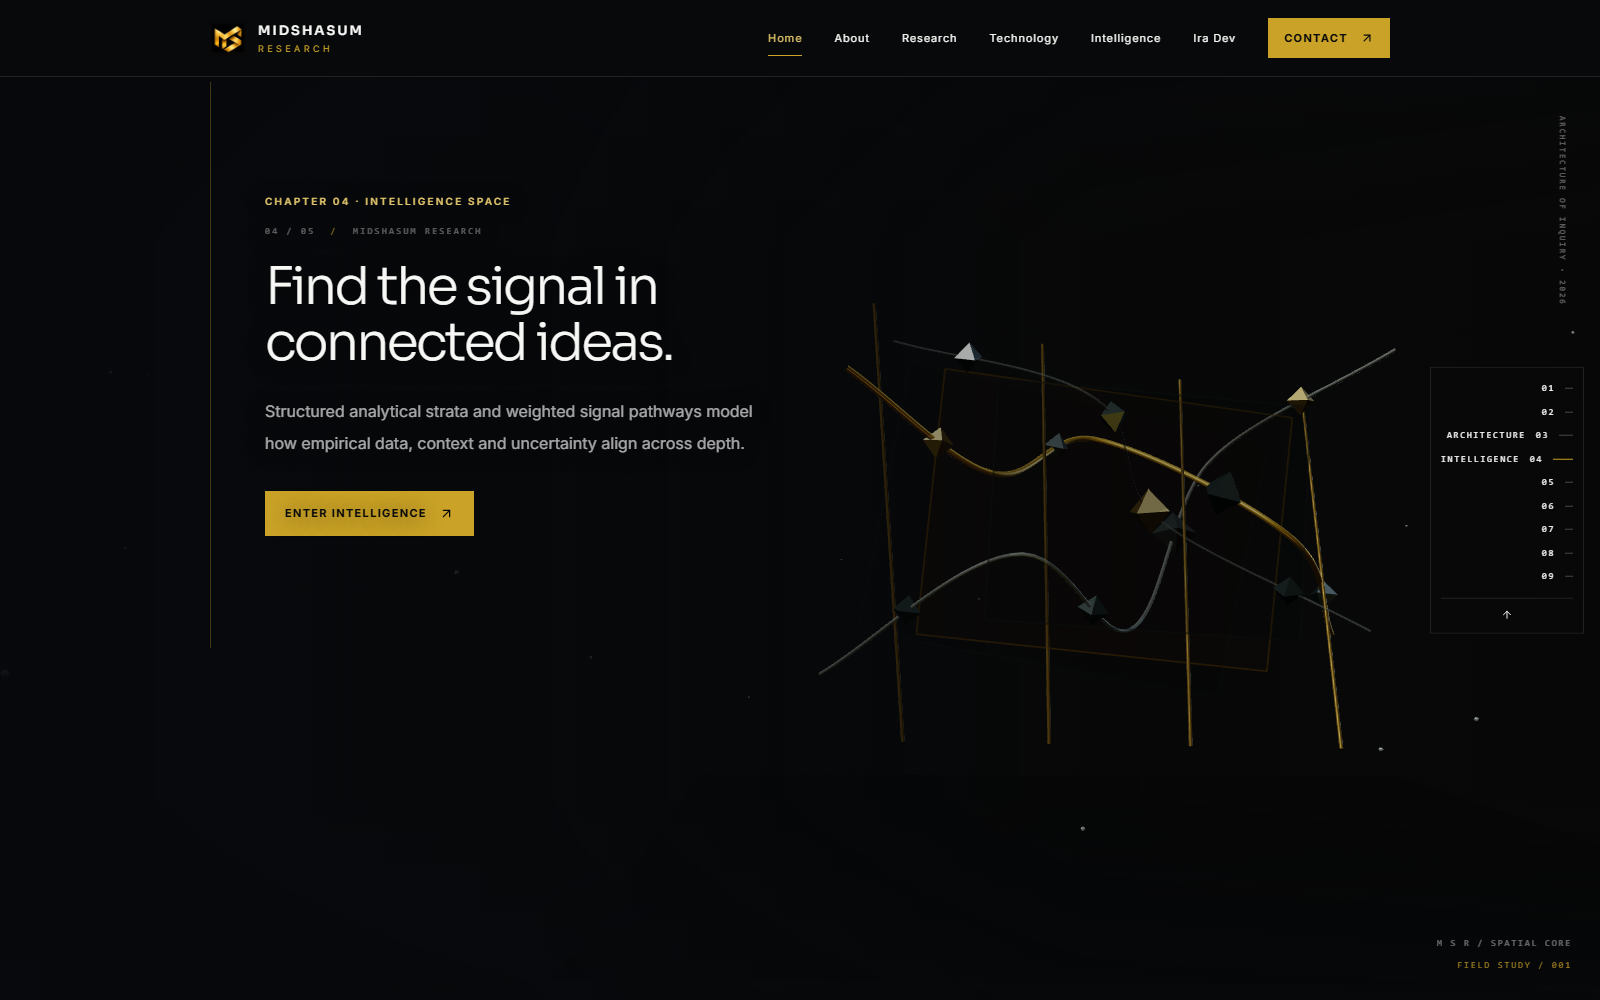 MIDSHASUM
RESEARCH
Home
About
Research
Technology
Intelligence
Ira Dev
CONTACT
ARCHITECTURE OF INQUIRY · 2026
CHAPTER 04 · INTELLIGENCE SPACE
04 / 05 / MIDSHASUM RESEARCH
Find the signal in
connected ideas.
Structured analytical strata and weighted signal pathways model
how empirical data, context and uncertainty align across depth.
ENTER INTELLIGENCE
01
02
ARCHITECTURE 03
INTELLIGENCE 04
05
06
07
08
09
M S R / SPATIAL CORE
FIELD STUDY / 001